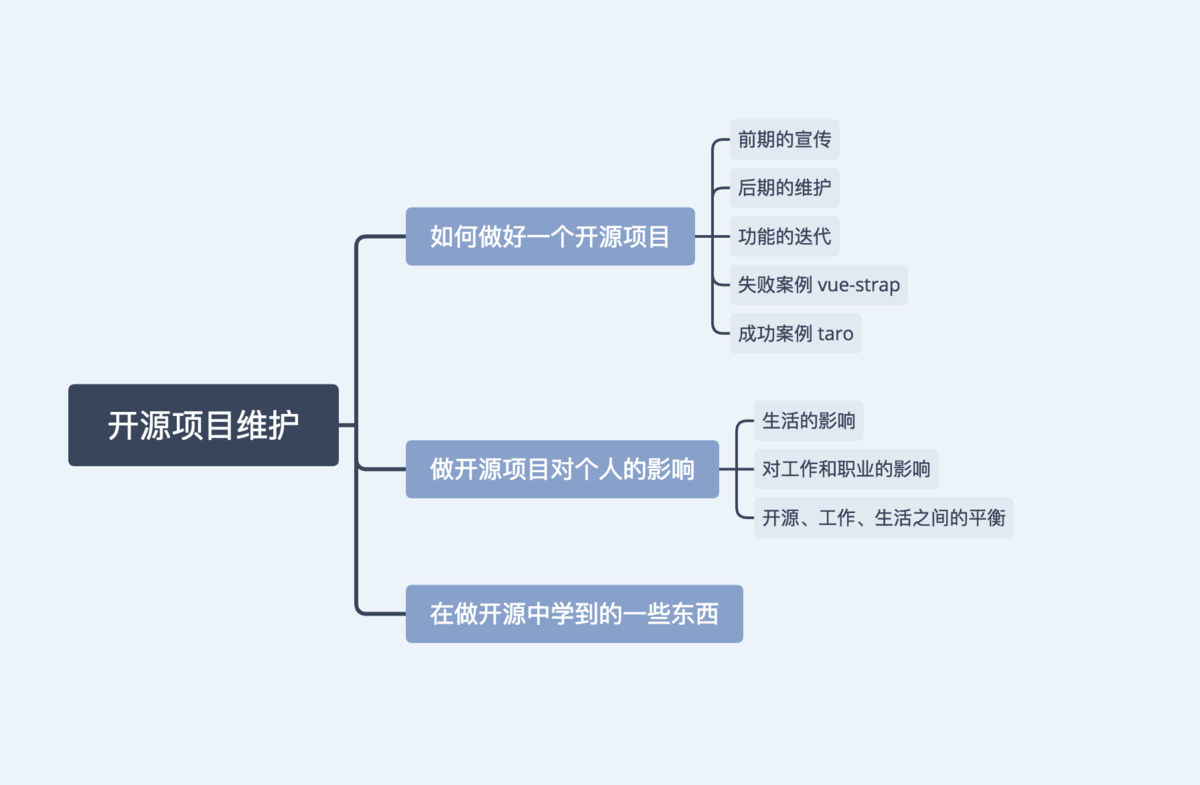 开源项目维护
如何做好一个开源项目
前期的宣传
后期的维护
功能的迭代
失败案例 vue-strap
成功案例 taro
做开源项目对个人的影响
生活的影响
对工作和职业的影响
开源、工作、生活之间的平衡
在做开源中学到的一些东西